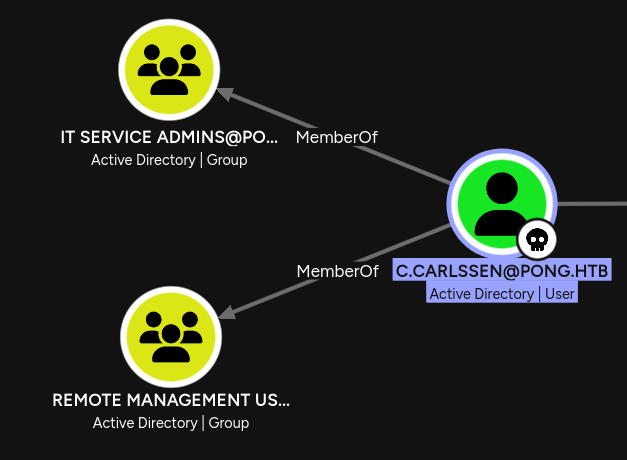 IT SERVICE ADMINS@PO...
Active Directory | Group
MemberOf
MemberOf
C.CARLSSEN@PONG.HTB
Active Directory | User
REMOTE MANAGEMENT US...
Active Directory | Group